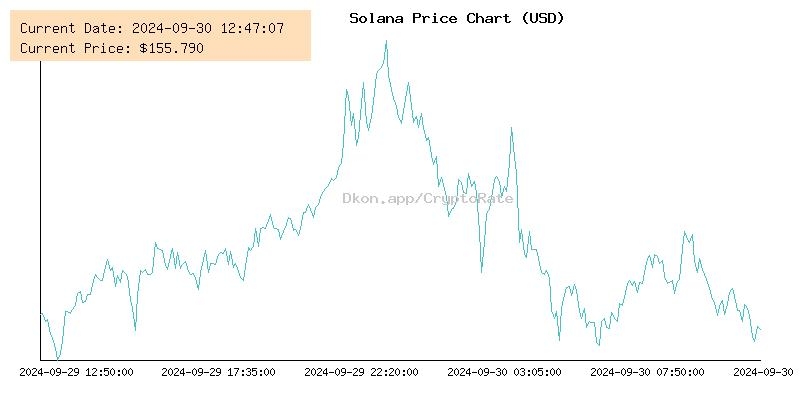 Solana Price Chart (USD)
Current Date: 2024-09-30 12:47:07
Current Price: $155.790
Dkon.app/CryptoRate
2024-09-29 12:50:00
2024-09-29 17:35:00
2024-09-29 22:20:00
2024-09-30 03:05:00
2024-09-30 07:50:00
2024-09-30